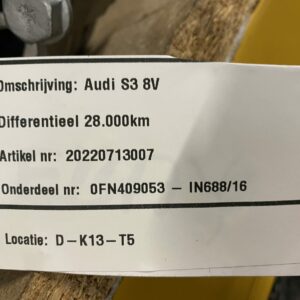 Omschrijving: Audi S3 8V
Differentieel 28.000km
Artikel nr: 20220713007
Onderdeel nr: 0FN409053 - IN688/16
Locatie: D-K13-T5